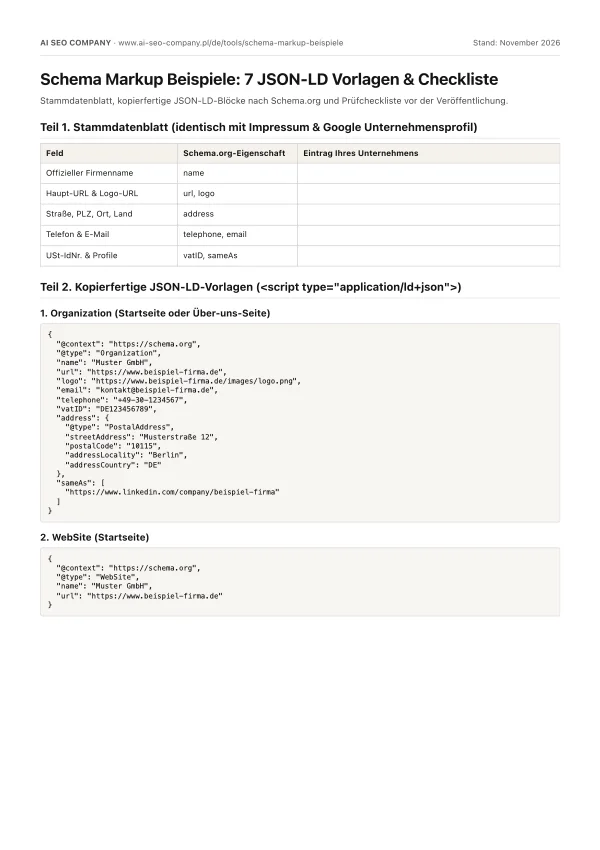 AI SEO COMPANY · www.ai-seo-company.pl/de/tools/schema-markup-beispiele Stand: November 2026
Schema Markup Beispiele: 7 JSON-LD Vorlagen & Checkliste
Stammdatenblatt, kopierfertige JSON-LD-Blöcke nach Schema.org und Prüfcheckliste vor der Veröffentlichung.
Teil 1. Stammdatenblatt (identisch mit Impressum & Google Unternehmensprofil)
Feld Schema.org-Eigenschaft Eintrag Ihres Unternehmens
Offizieller Firmenname name
Haupt-URL & Logo-URL url, logo
Straße, PLZ, Ort, Land address
Telefon & E-Mail telephone, email
USt-IdNr. & Profile vatID, sameAs
Teil 2. Kopierfertige JSON-LD-Vorlagen (<script type="application/ld+json">)
1. Organization (Startseite oder Über-uns-Seite)
{
  "@context": "https://schema.org",
  "@type": "Organization",
  "name": "Muster GmbH",
  "url": "https://www.beispiel-firma.de",
  "logo": "https://www.beispiel-firma.de/images/logo.png",
  "email": "kontakt@beispiel-firma.de",
  "telephone": "+49-30-1234567",
  "vatID": "DE123456789",
  "address": {
    "@type": "PostalAddress",
    "streetAddress": "Musterstraße 12",
    "postalCode": "10115",
    "addressLocality": "Berlin",
    "addressCountry": "DE"
  },
  "sameAs": [
    "https://www.linkedin.com/company/beispiel-firma"
  ]
}
2. WebSite (Startseite)
{
  "@context": "https://schema.org",
  "@type": "WebSite",
  "name": "Muster GmbH",
  "url": "https://www.beispiel-firma.de"
}